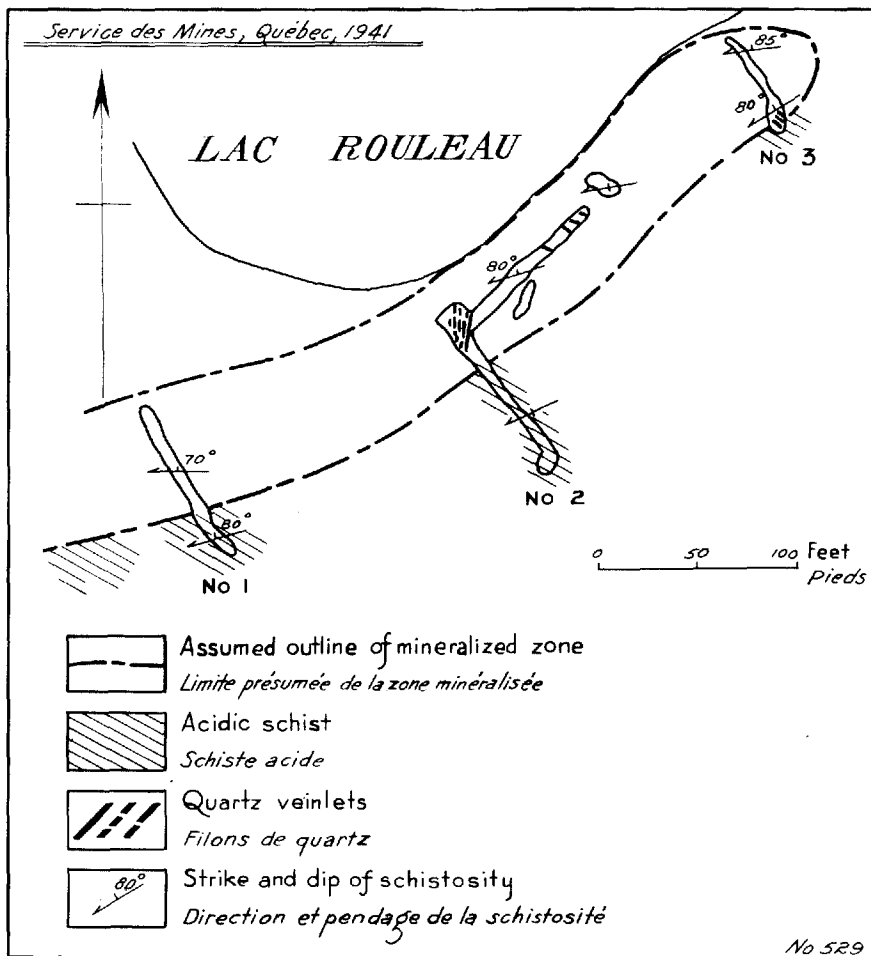 Service des Mines, Québec, 1941
LAC ROULEAU
85°
80°
No 3
80°
70°
80°
No 1
No 2
0 50 100 Feet
Pieds
Assumed outline of mineralized zone
Limite présumée de la zone minéralisée
Acidic schist
Schiste acide
Quartz veinlets
Filons de quartz
80°
Strike and dip of schistosity
Direction et pendage de la schistosité
No 529